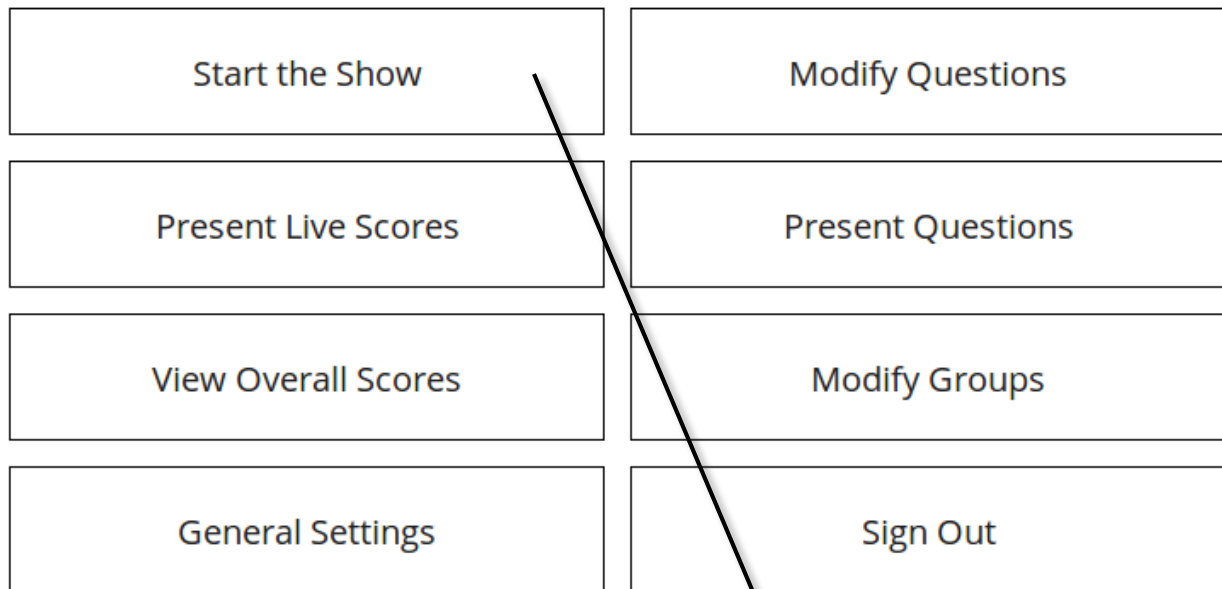 Start the Show
Modify Questions
Present Live Scores
Present Questions
View Overall Scores
Modify Groups
General Settings
Sign Out